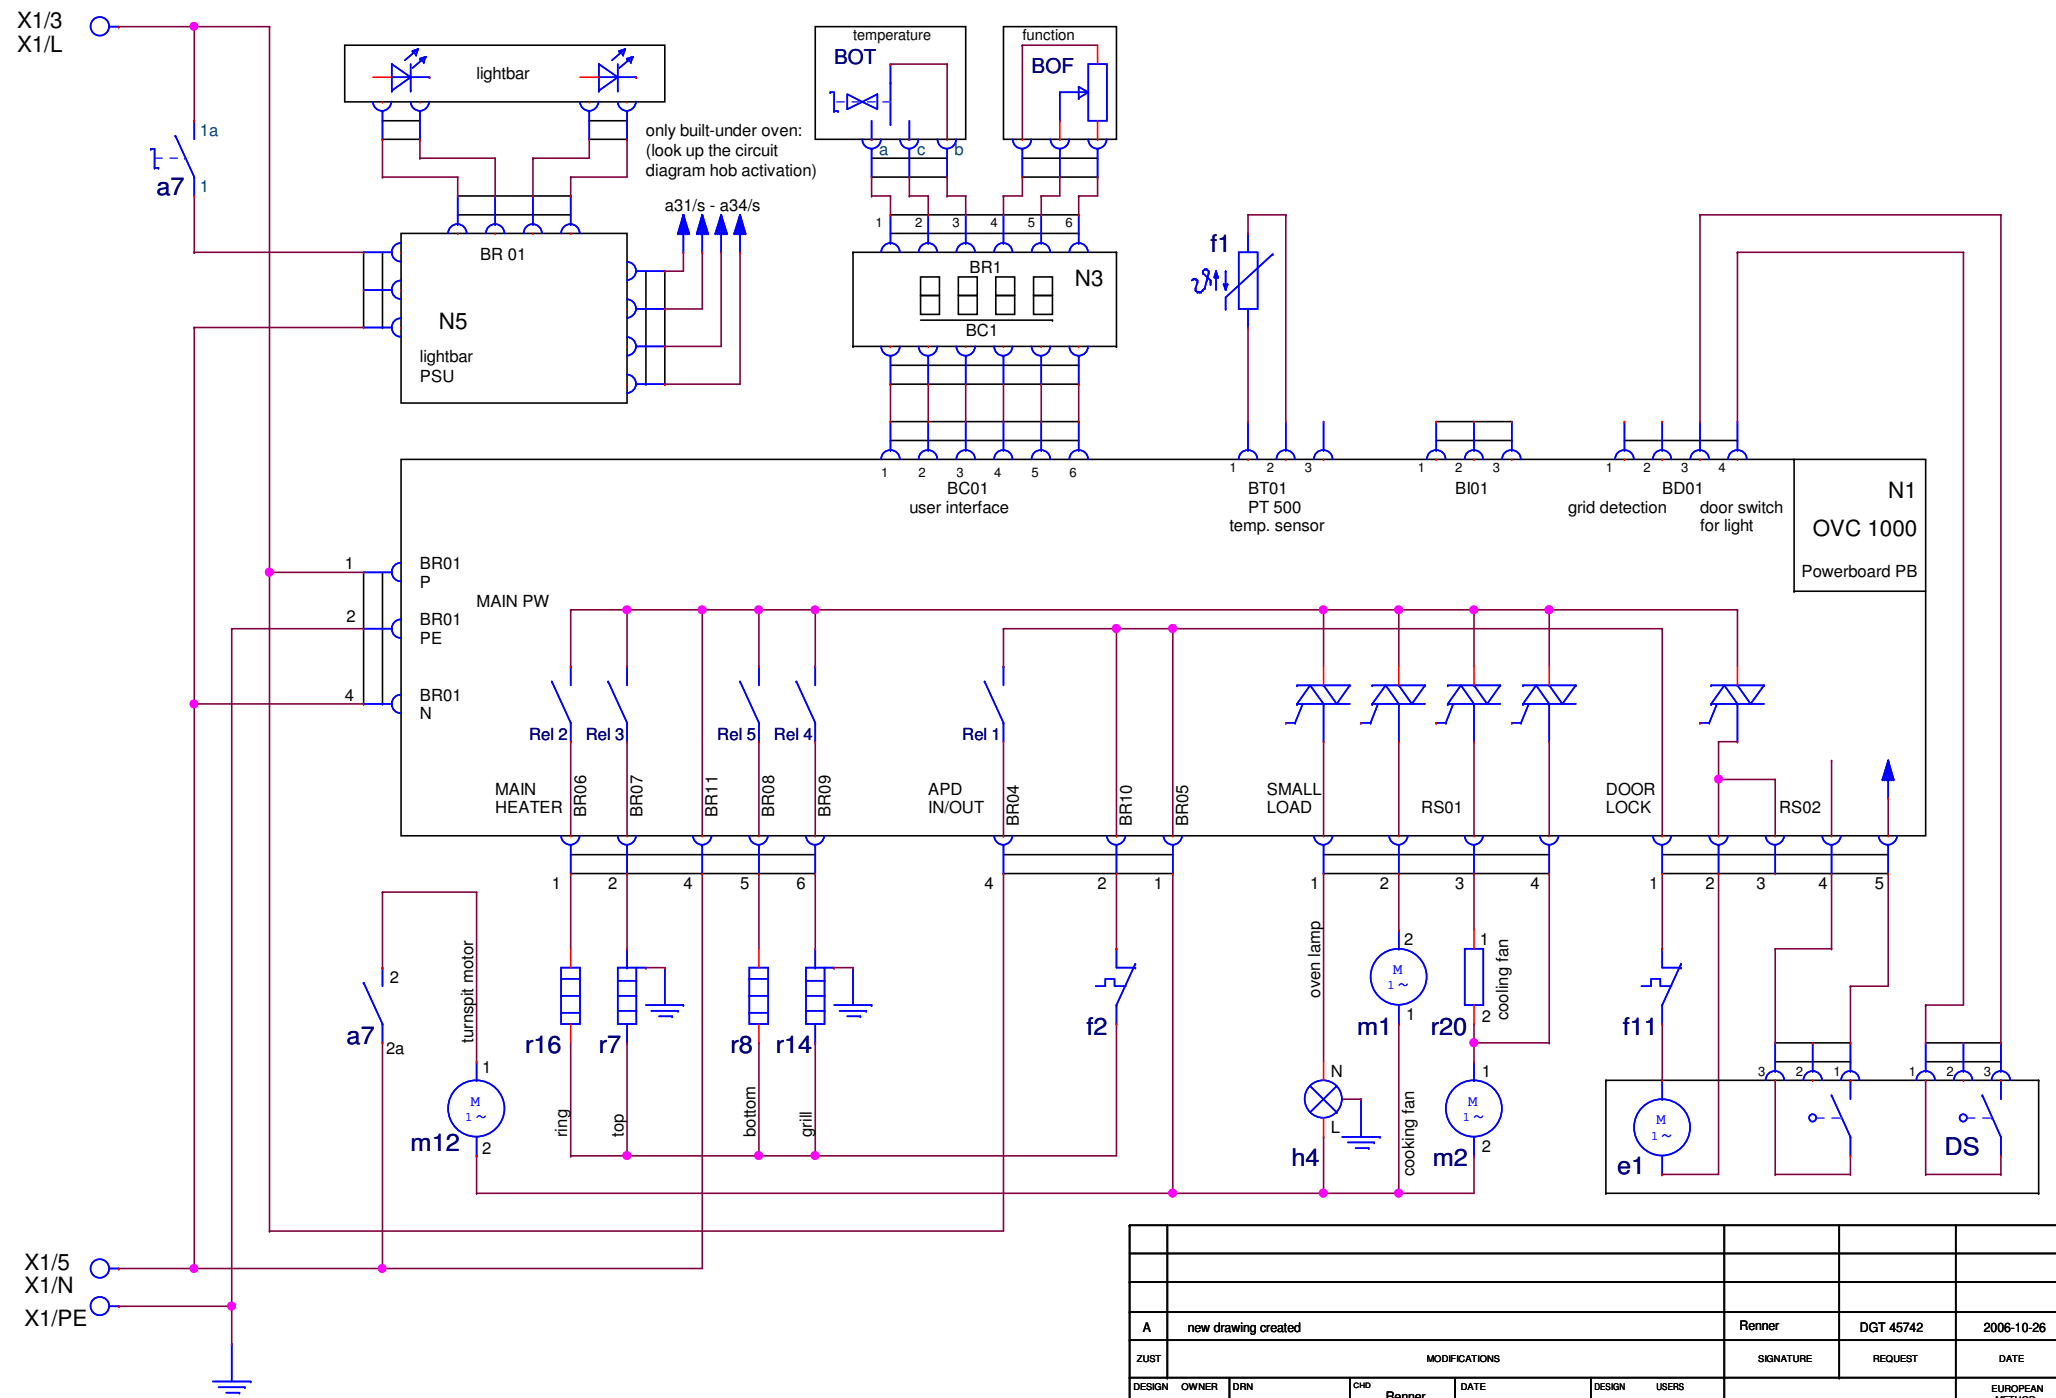 X1/3
X1/L
lightbar
temperature
BOT
function
BOF
1a
a7
1
only built-under oven:
(look up the circuit
diagram hob activation)
a c b
a31/s - a34/s
BR 01
N5
lightbar
PSU
1 2 3 4 5 6
BR1
N3
BC1
f1
1 2 3 4 5 6
BC01
user interface
1 2 3
BT01
PT 500
temp. sensor
1 2 3
BI01
1 2 3 4
BD01
grid detection
door switch
for light
N1
OVC 1000
Powerboard PB
1
BR01
P
MAIN PW
2
BR01
PE
4
BR01
N
Rel 2 Rel 3 Rel 5 Rel 4 Rel 1
MAIN
HEATER
BR06
BR07
BR11
BR08
BR09
APD
IN/OUT
BR04
BR10
BR05
SMALL
LOAD
RS01
DOOR
LOCK
RS02
1 2 4 5 6 4 2 1 1 2 3 4 1 2 3 4 5
2
a7
2a
turnspit motor
1
M
1 ~
m12
2
r16 r7 r8 r14
ring
top
bottom
grill
f2
oven lamp
N
L
h4
2
M
1 ~
m1
1
cooking fan
1
r20
2
cooling fan
1
M
1 ~
m2
2
f11
3 2 1 1 2 3
M
1 ~
e1
DS
X1/5
X1/N
X1/PE
A new drawing created Renner DGT 45742 2006-10-26
ZUST MODIFICATIONS SIGNATURE REQUEST DATE
DESIGN OWNER DRN CHD Renner DATE DESIGN USERS EUROPEAN